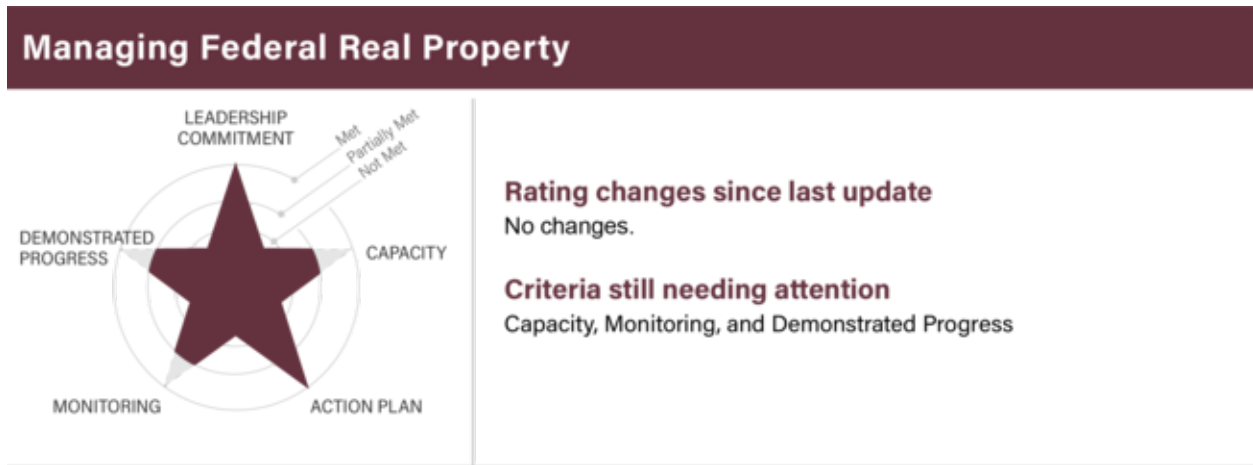 Managing Federal Real Property
LEADERSHIP
COMMITMENT
Met
Partially Met
Not Met
DEMONSTRATED
PROGRESS
CAPACITY
MONITORING
ACTION PLAN
Rating changes since last update
No changes.
Criteria still needing attention
Capacity, Monitoring, and Demonstrated Progress